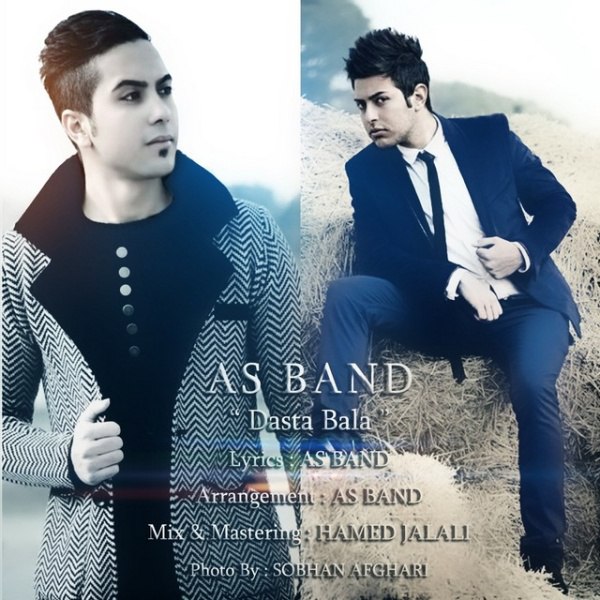 AS BAND
“ Dasta Bala ”
Lyrics : AS BAND
Arrangement : AS BAND
Mix & Mastering : HAMED JALALI
Photo By : SOBHAN AFGHARI